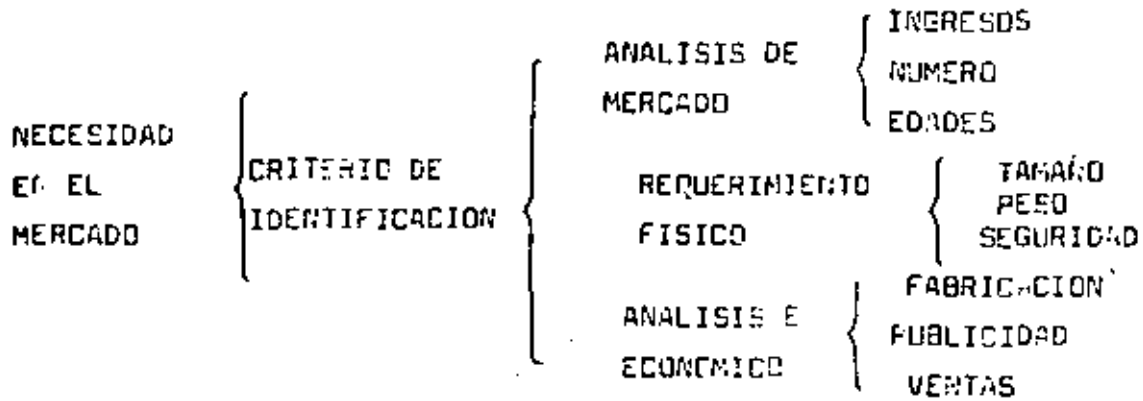 NECESIDAD
EN EL
MERCADO
CRITERIO DE
IDENTIFICACION
ANALISIS DE
MERCADO
INGRESOS
NUMERO
EDADES
REQUERIMIENTO
FISICO
TAMAÑO
PESO
SEGURIDAD
ANALISIS E
ECONOMICO
FABRICACION
PUBLICIDAD
VENTAS